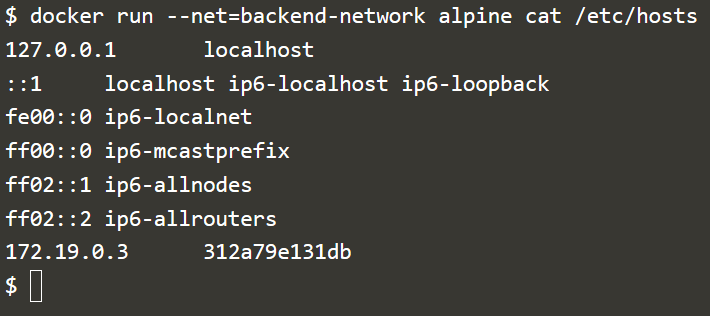 $ docker run --net=backend-network alpine cat /etc/hosts
127.0.0.1       localhost
::1     localhost ip6-localhost ip6-loopback
fe00::0 ip6-localnet
ff00::0 ip6-mcastprefix
ff02::1 ip6-allnodes
ff02::2 ip6-allrouters
172.19.0.3      312a79e131db
$